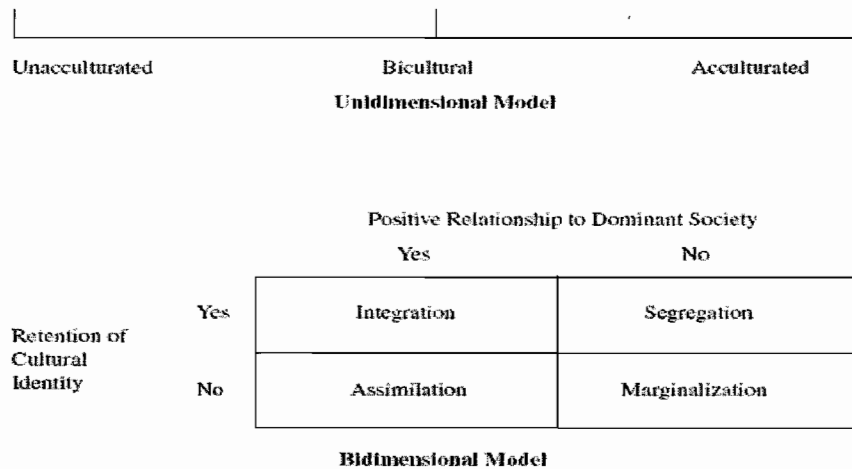 Unacculturated Bicultural Acculturated
Unidimensional Model
Positive Relationship to Dominant Society
Yes No
Yes Integration Segregation
Retention of
Cultural
Identity
No Assimilation Marginalization
Bidimensional Model